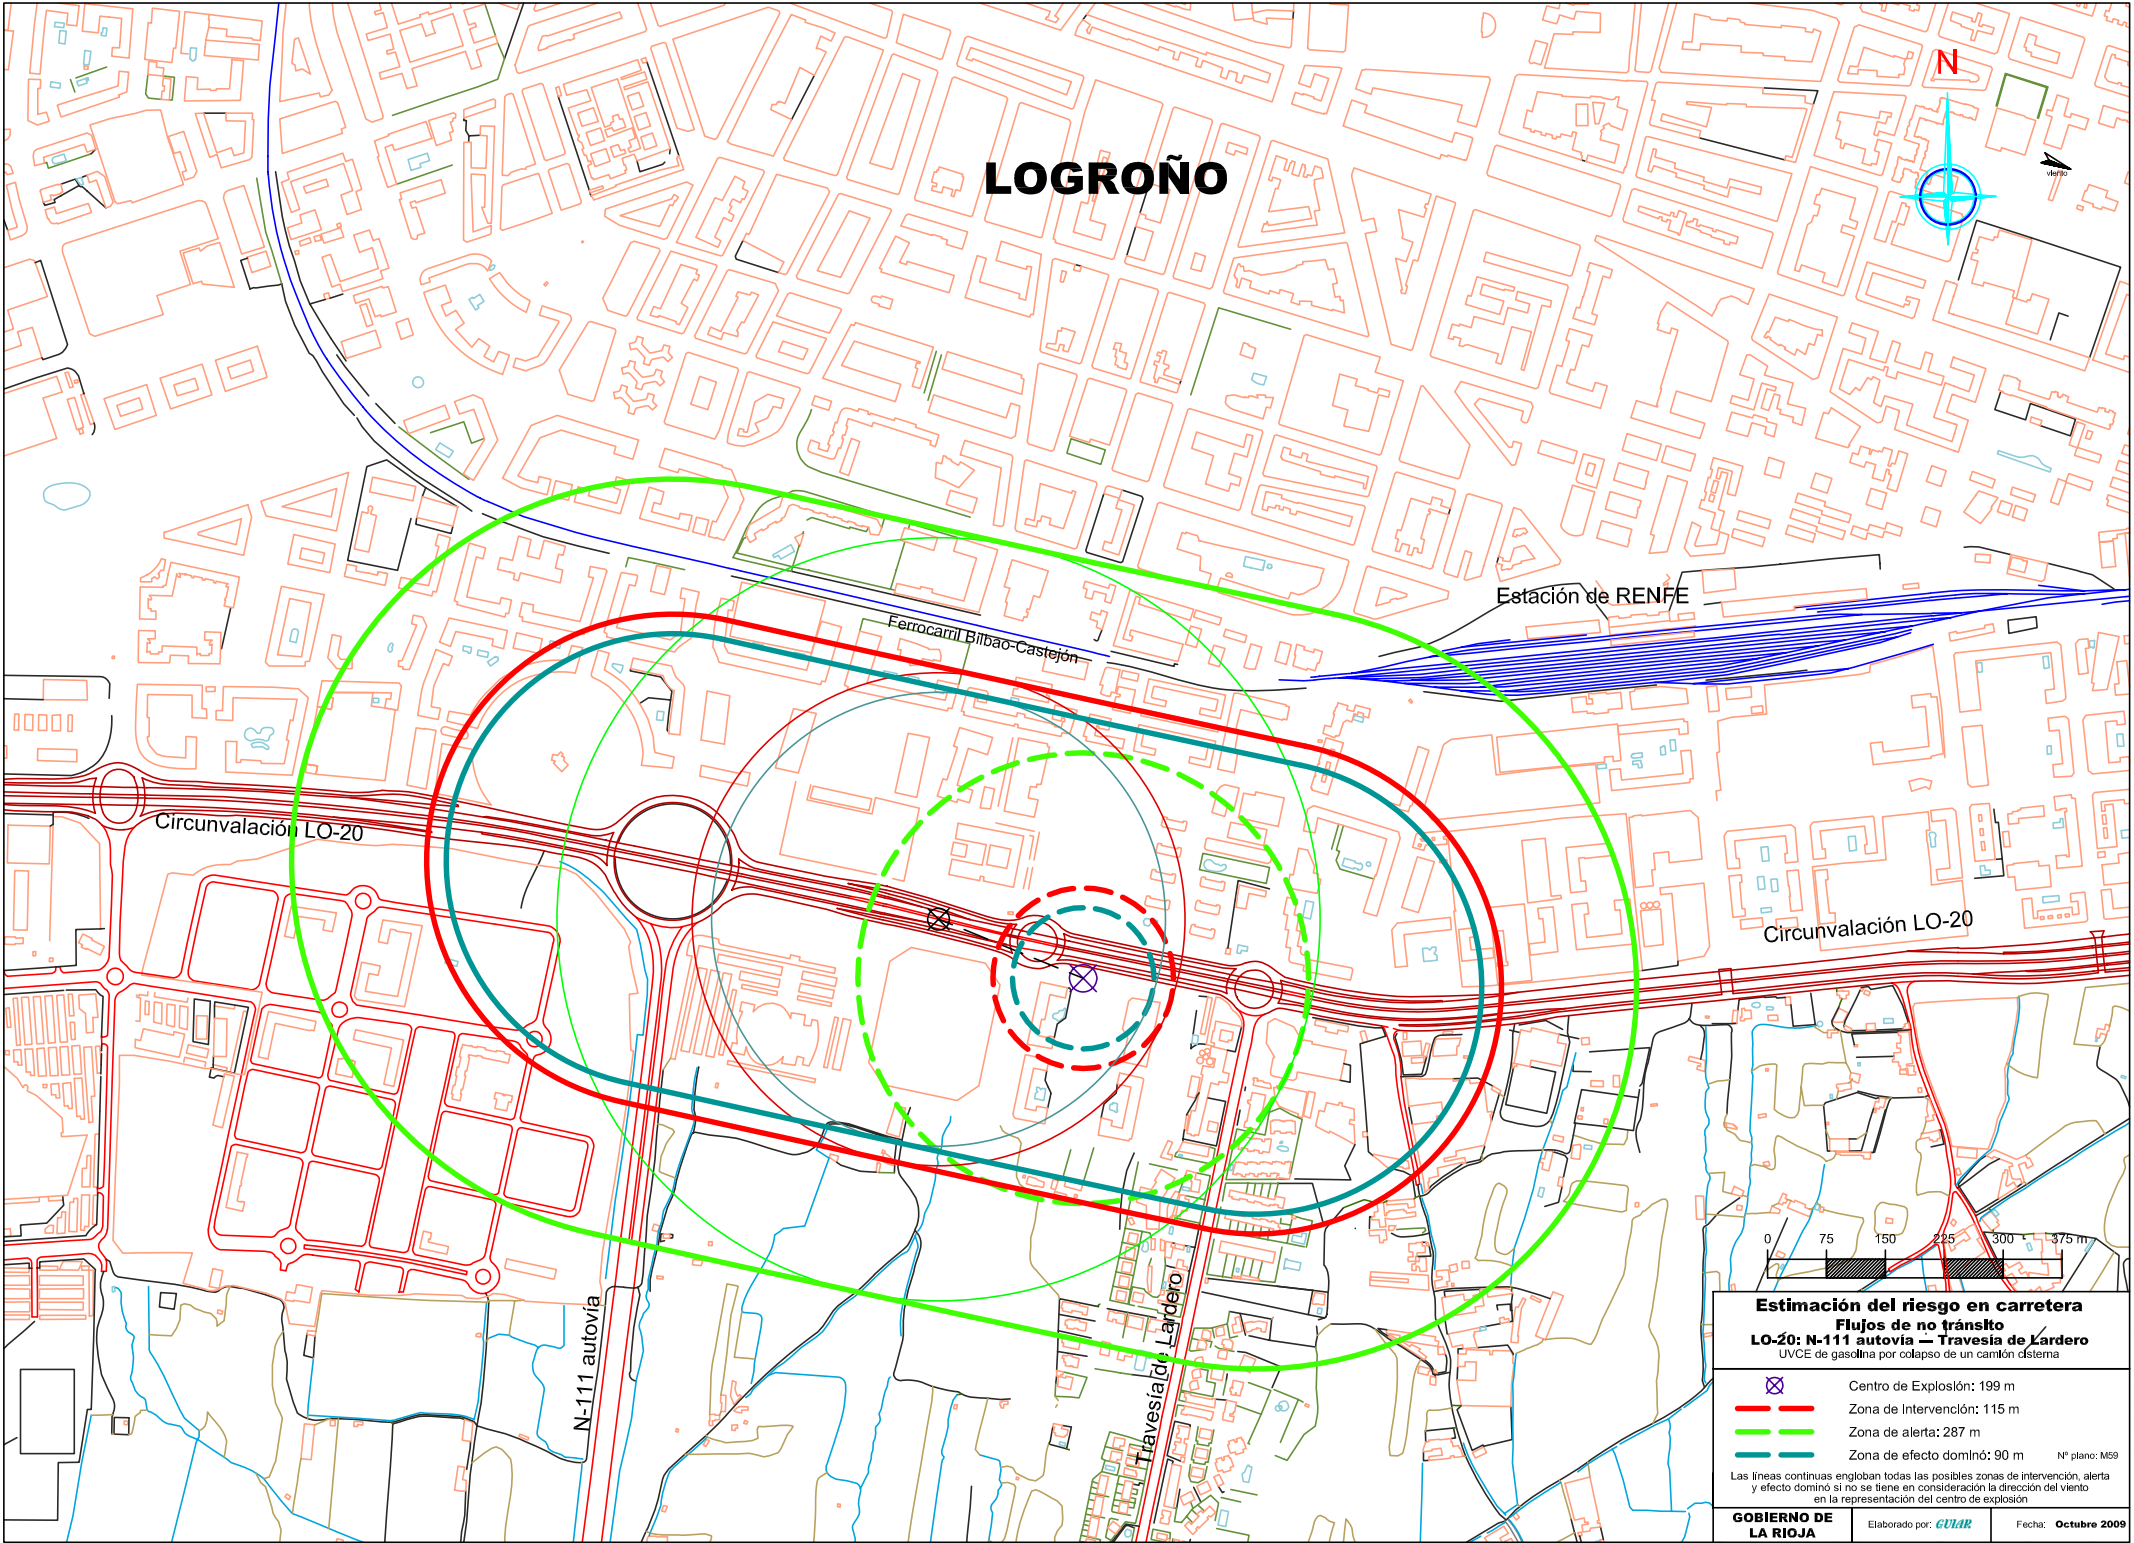 N
LOGROÑO
viento
Estación de RENFE
Ferrocarril Bilbao-Castejón
Circunvalación LO-20
Circunvalación LO-20
N-111 autovía
Travesía de Lardero
0 75 150 225 300 375 m
Estimación del riesgo en carretera
Flujos de no tránsito
LO-20: N-111 autovía — Travesía de Lardero
UVCE de gasolina por colapso de un camión cisterna
Centro de Explosión: 199 m
Zona de Intervención: 115 m
Zona de alerta: 287 m
Zona de efecto dominó: 90 m
Nº plano: M59
Las líneas continuas engloban todas las posibles zonas de intervención, alerta
y efecto dominó si no se tiene en consideración la dirección del viento
en la representación del centro de explosión
GOBIERNO DE
LA RIOJA
Elaborado por: GUIAR
Fecha: Octubre 2009